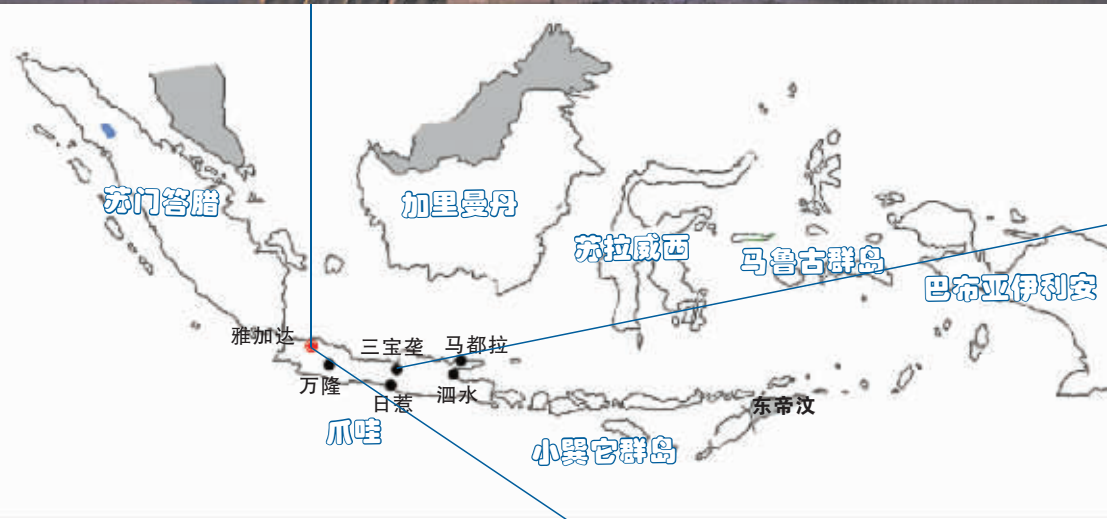 苏门答腊
加里曼丹
苏拉威西
马鲁古群岛
巴布亚伊利安
雅加达
三宝垄
马都拉
万隆
日惹
泗水
东帝汶
爪哇
小巽它群岛